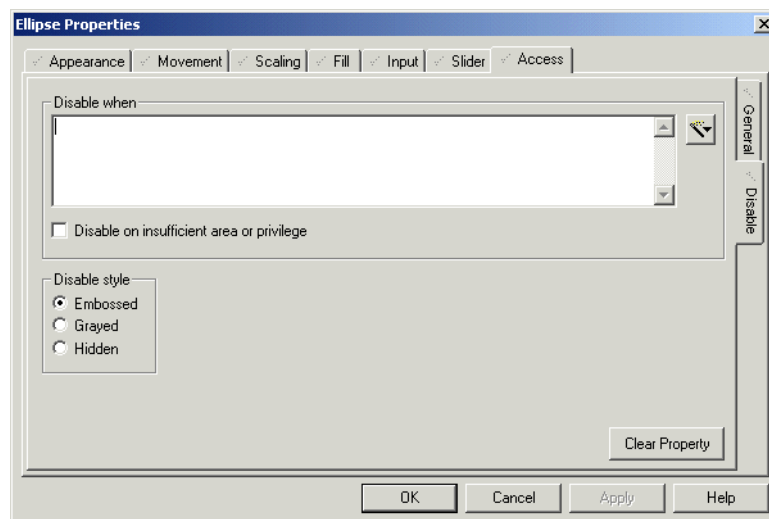 Ellipse Properties
Appearance Movement Scaling Fill Input Slider Access
General
Disable
Disable when
Disable on insufficient area or privilege
Disable style
Embossed
Grayed
Hidden
Clear Property
OK Cancel Apply Help